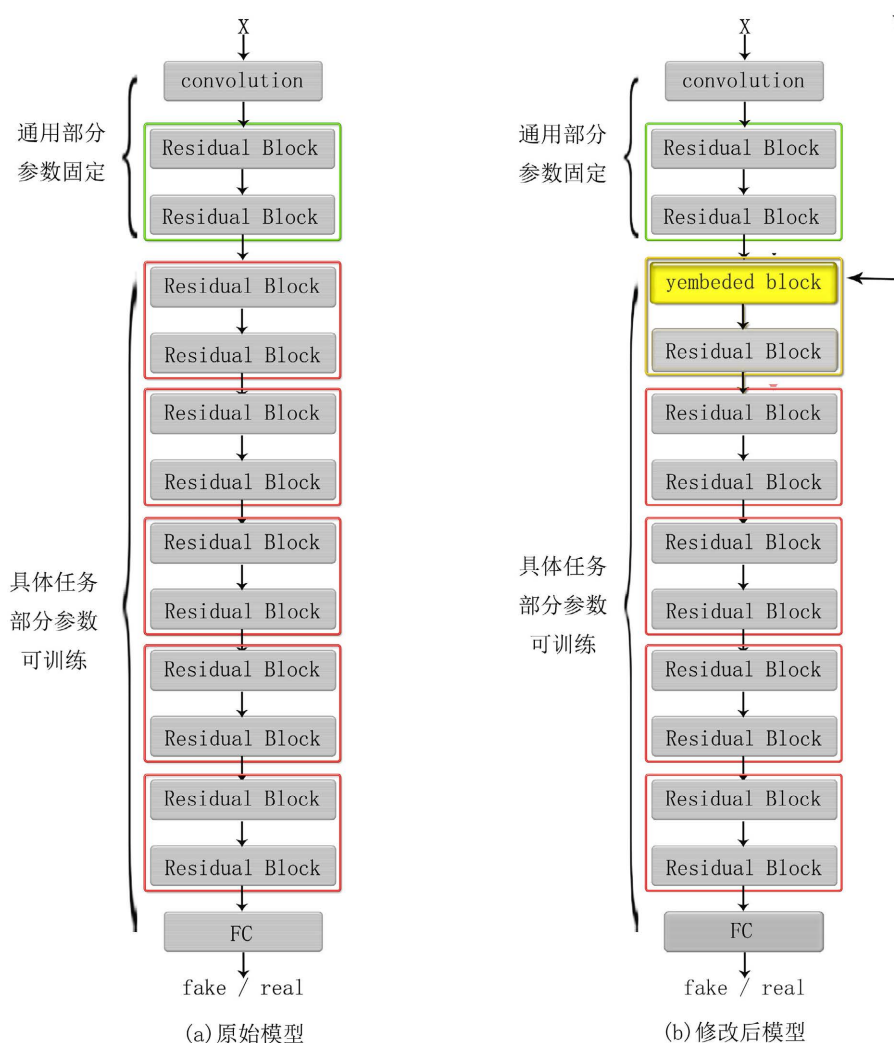 X
convolution
通用部分
参数固定
Residual Block
Residual Block
Residual Block
Residual Block
Residual Block
Residual Block
具体任务
部分参数
可训练
Residual Block
Residual Block
Residual Block
Residual Block
Residual Block
Residual Block
FC
fake / real
(a)原始模型
X
convolution
通用部分
参数固定
Residual Block
Residual Block
yembeded block
Residual Block
Residual Block
Residual Block
具体任务
部分参数
可训练
Residual Block
Residual Block
Residual Block
Residual Block
Residual Block
Residual Block
FC
fake / real
(b)修改后模型